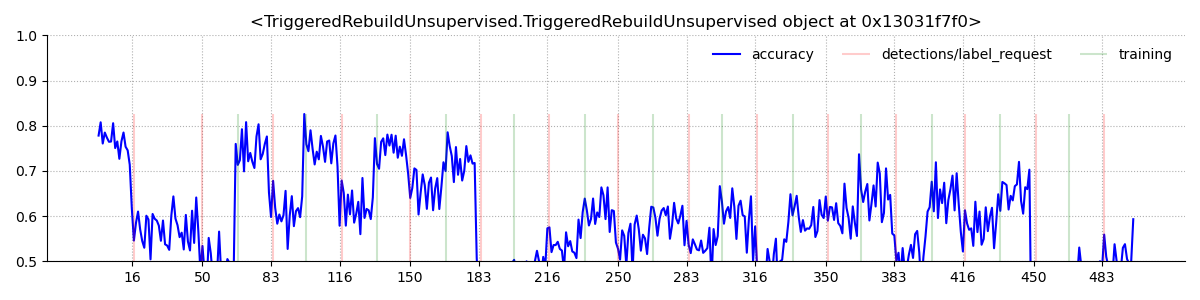 <TriggeredRebuildUnsupervised.TriggeredRebuildUnsupervised object at 0x13031f7f0>
accuracy detections/label_request training
1.0
0.9
0.8
0.7
0.6
0.5
16 50 83 116 150 183 216 250 283 316 350 383 416 450 483